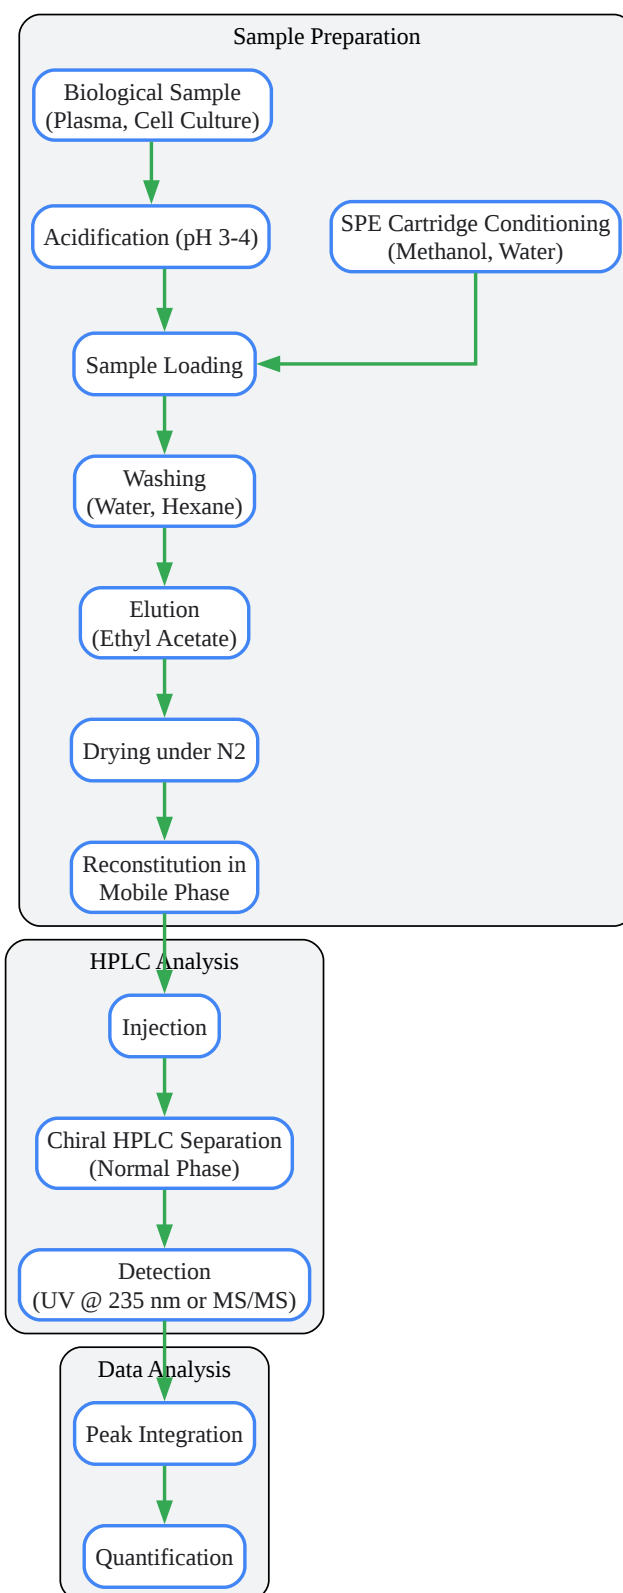 Sample Preparation
Biological Sample
(Plasma, Cell Culture)
Acidification (pH 3-4)
SPE Cartridge Conditioning
(Methanol, Water)
Sample Loading
Washing
(Water, Hexane)
Elution
(Ethyl Acetate)
Drying under N2
Reconstitution in
Mobile Phase
HPLC Analysis
Injection
Chiral HPLC Separation
(Normal Phase)
Detection
(UV @ 235 nm or MS/MS)
Data Analysis
Peak Integration
Quantification